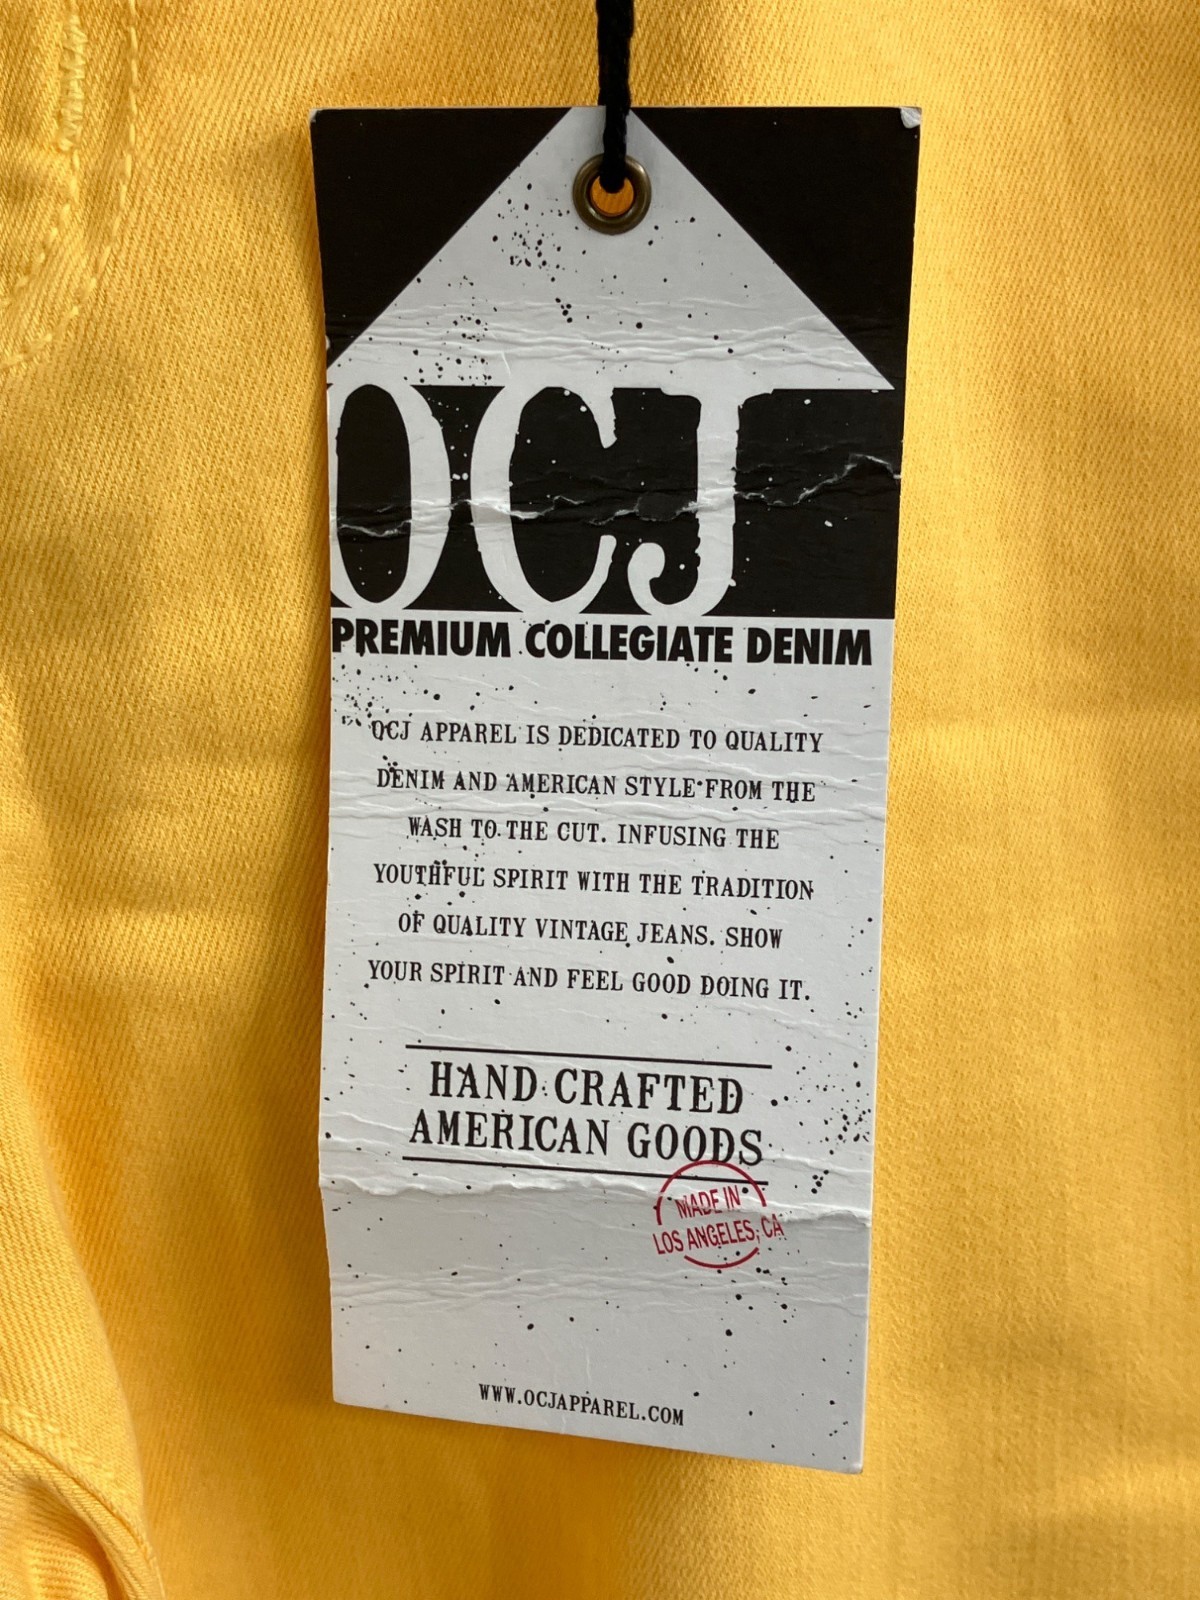 OCJ
PREMIUM COLLEGIATE DENIM
OCJ APPAREL IS DEDICATED TO QUALITY
DENIM AND AMERICAN STYLE FROM THE
WASH TO THE CUT. INFUSING THE
YOUTHFUL SPIRIT WITH THE TRADITION
OF QUALITY VINTAGE JEANS. SHOW
YOUR SPIRIT AND FEEL GOOD DOING IT.
HAND CRAFTED
AMERICAN GOODS
MADE IN
LOS ANGELES, CA
WWW.OCJAPPAREL.COM